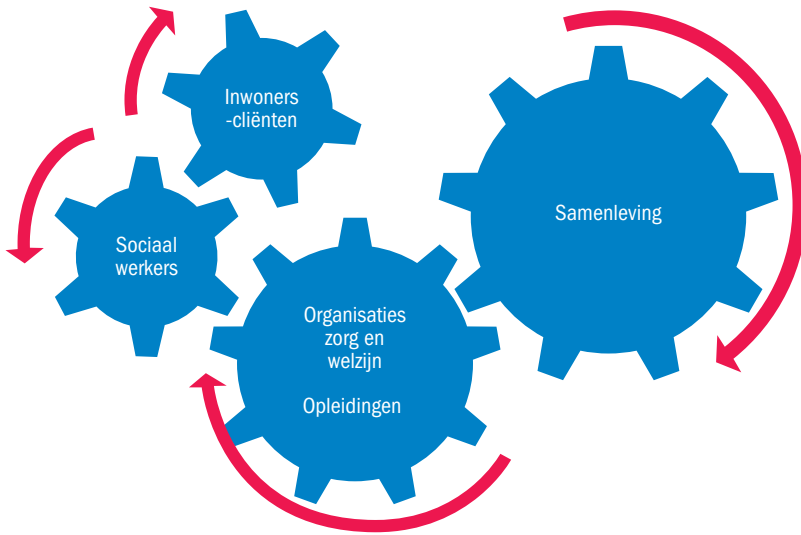 Inwoners
-cliënten
Sociaal
werkers
Organisaties
zorg en
welzijn
Opleidingen
Samenleving